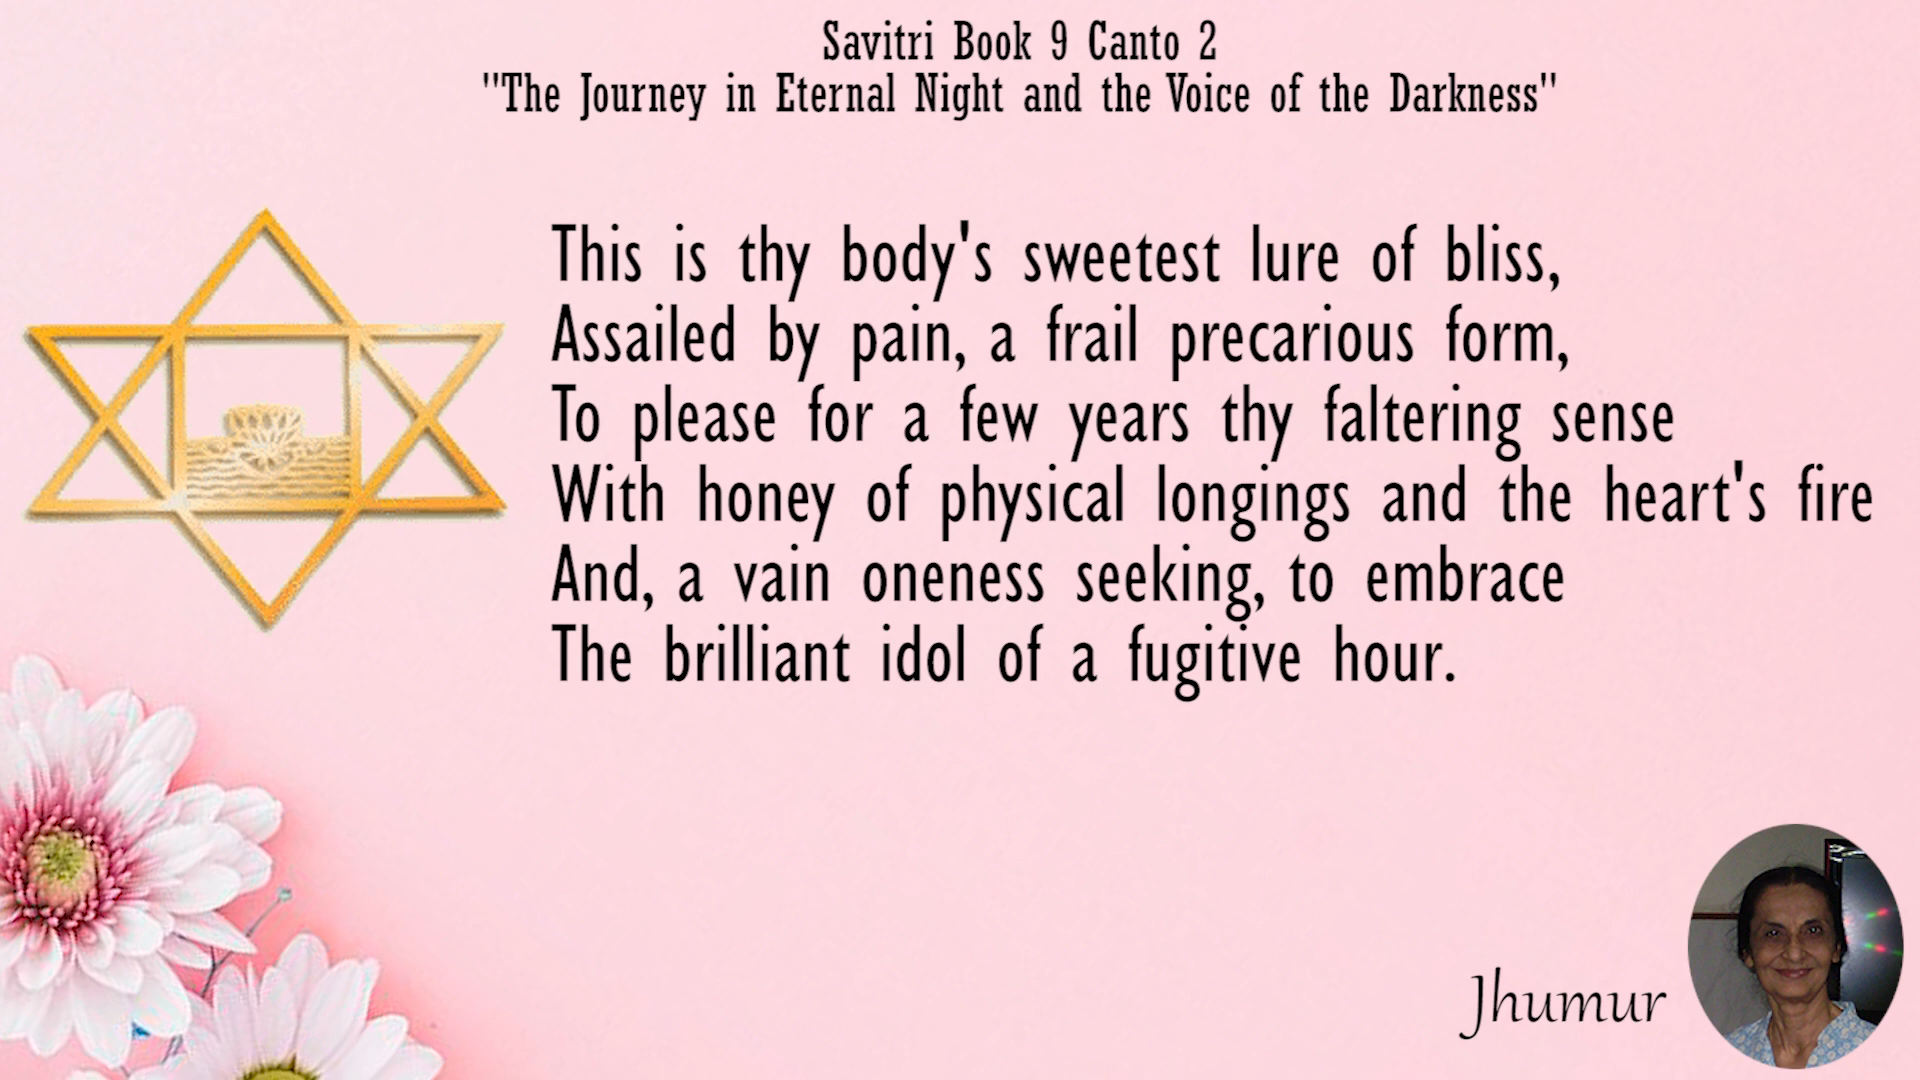 Savitri Book 9 Canto 2
"The Journey in Eternal Night and the Voice of the Darkness"
This is thy body's sweetest lure of bliss,
Assailed by pain, a frail precarious form,
To please for a few years thy faltering sense
With honey of physical longings and the heart's fire
And, a vain oneness seeking, to embrace
The brilliant idol of a fugitive hour.
Jhumur